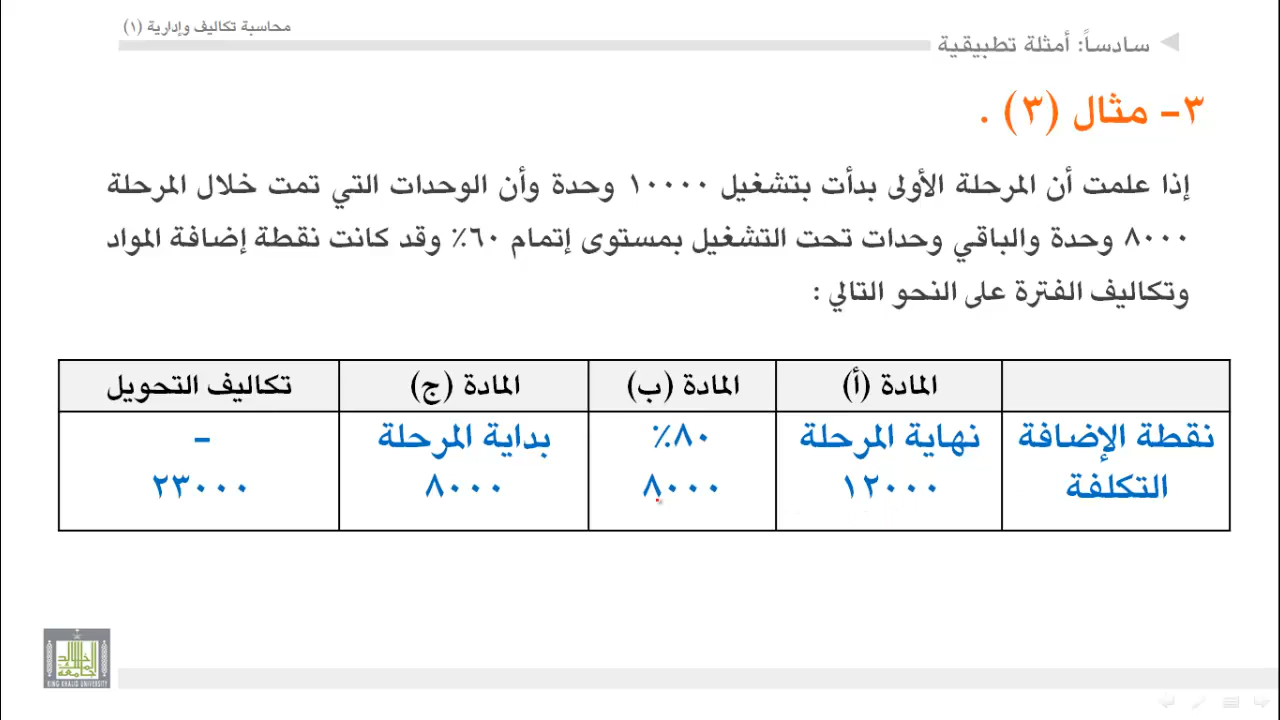 محاسبة تكاليف وإدارية (١)
سادساً: أمثلة تطبيقية
٣- مثال (٣) .
إذا علمت أن المرحلة الأولى بدأت بتشغيل ١٠٠٠٠ وحدة وأن الوحدات التي تمت خلال المرحلة
٨٠٠٠ وحدة والباقي وحدات تحت التشغيل بمستوى إتمام ٦٠٪ وقد كانت نقطة إضافة المواد
وتكاليف الفترة على النحو التالي :
المادة (أ) المادة (ب) المادة (ج) تكاليف التحويل
نقطة الإضافة نهاية المرحلة ٨٠٪ بداية المرحلة -
التكلفة ١٢٠٠٠ ٨٠٠٠ ٨٠٠٠ ٢٣٠٠٠
KING KHALID UNIVERSITY